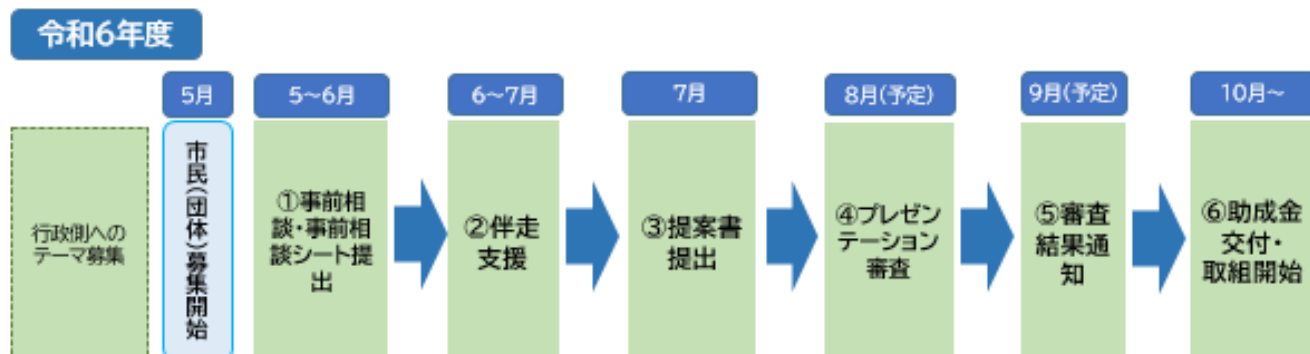 令和6年度
行政側への
テーマ募集
5月
市民(団体)募集開始
5~6月
①事前相
談・事前相
談シート提
出
6~7月
②伴走
支援
7月
③提案書
提出
8月(予定)
④プレゼン
テーション
審査
9月(予定)
⑤審査
結果通
知
10月~
⑥助成金
交付・
取組開始